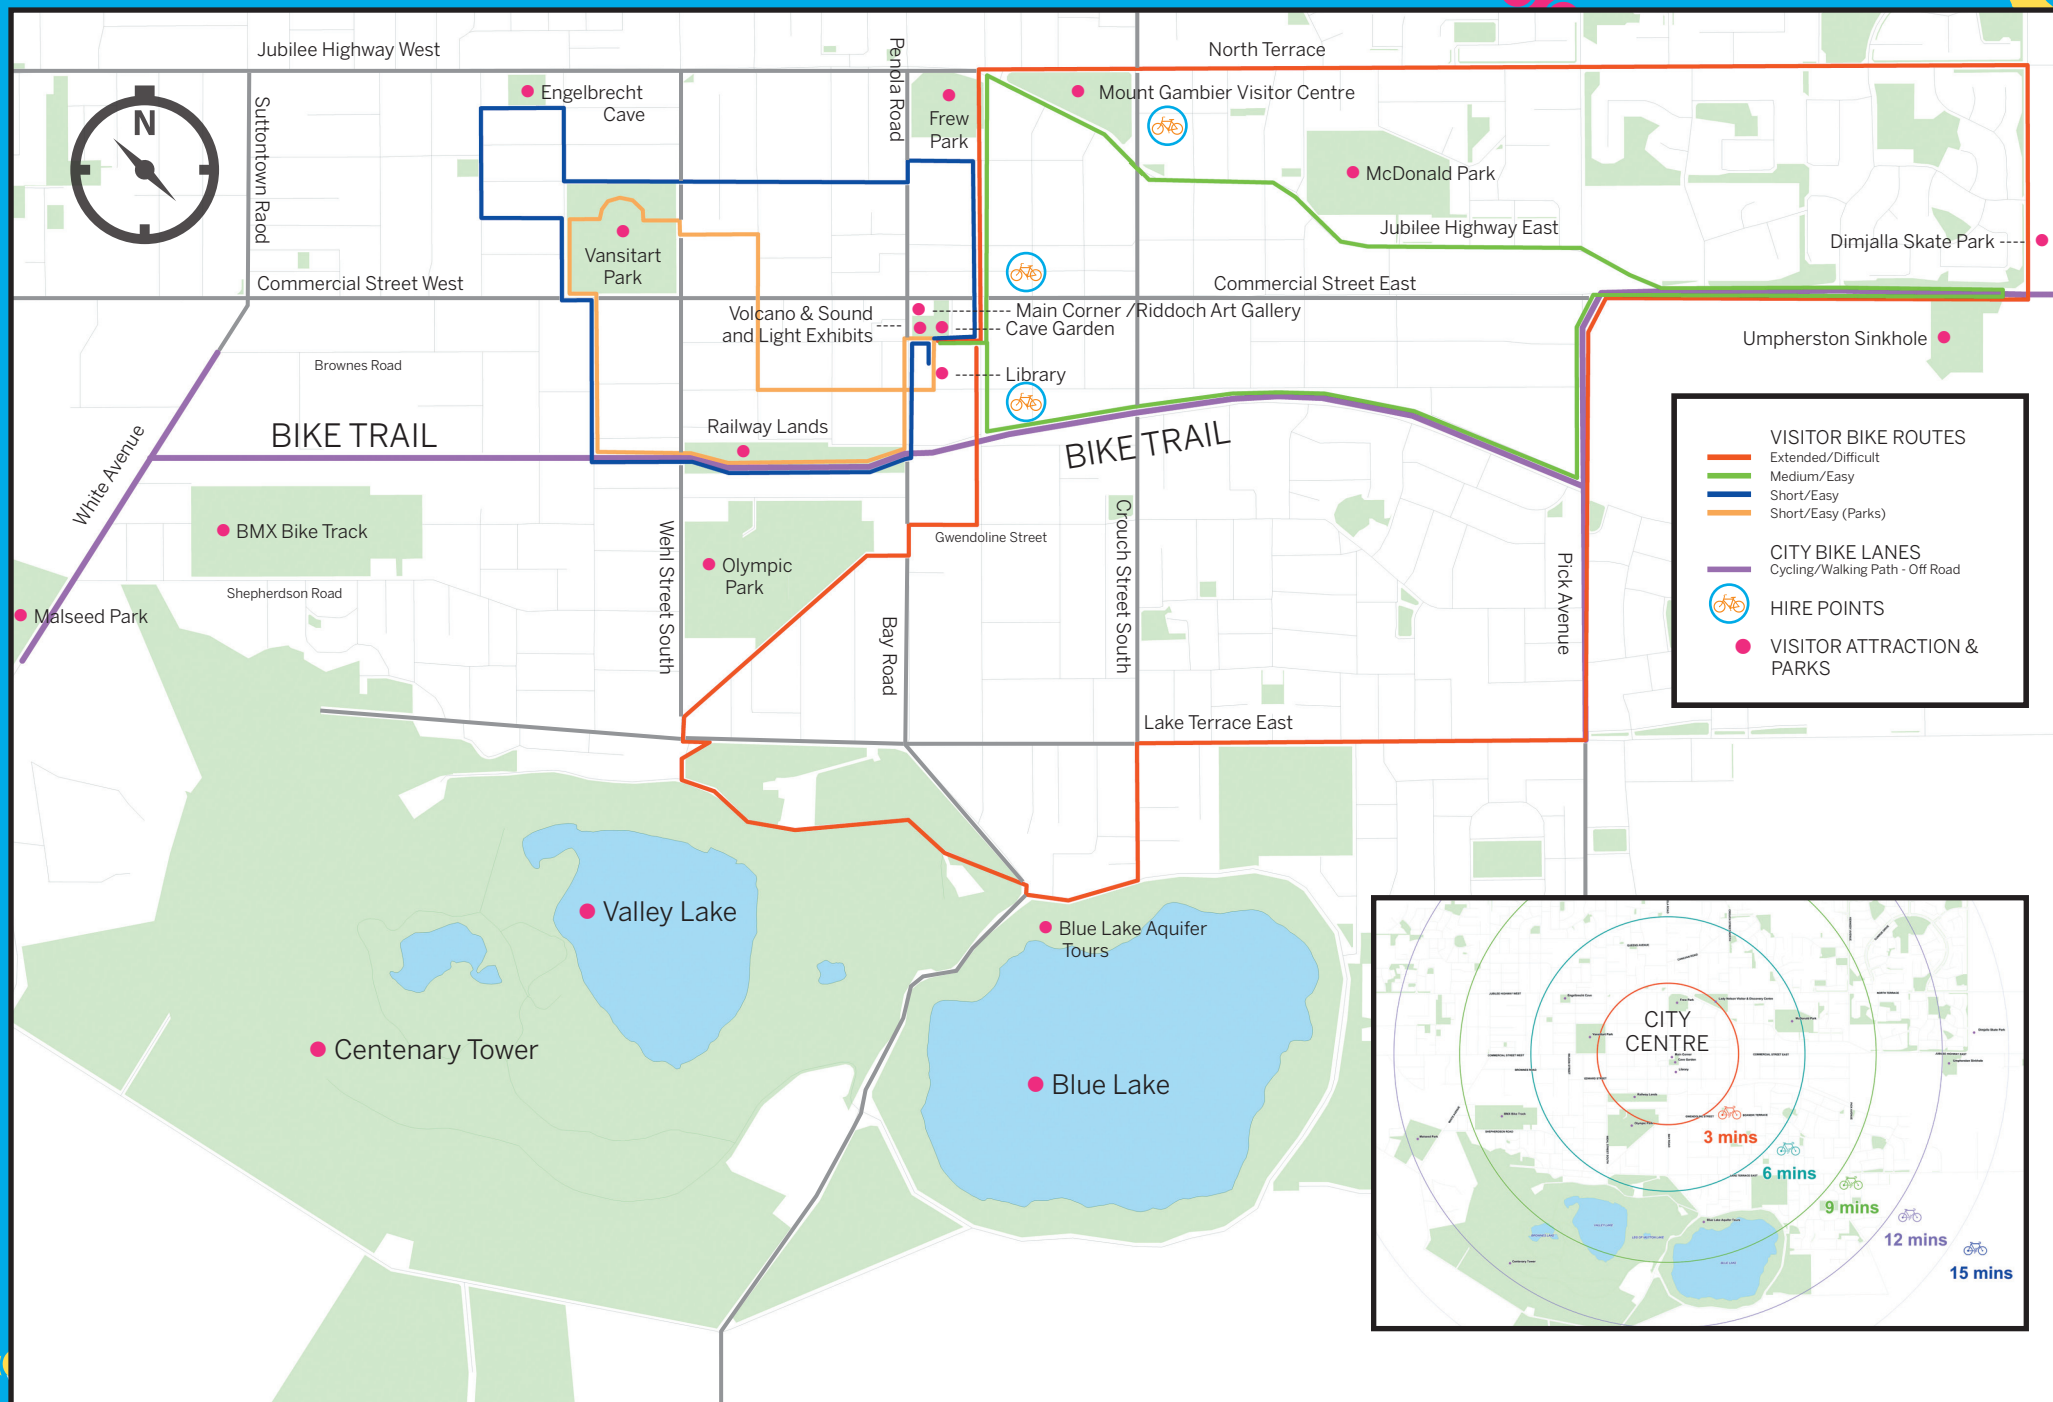 Jubilee Highway West
North Terrace
Penola Road
N
Suttontown Raod
Engelbrecht
Cave
Frew
Park
Mount Gambier Visitor Centre
McDonald Park
Jubilee Highway East
Dimjalla Skate Park
Vansitart
Park
Commercial Street West
Commercial Street East
Volcano & Sound
and Light Exhibits
Main Corner /Riddoch Art Gallery
Cave Garden
Umpherston Sinkhole
Brownes Road
Library
BIKE TRAIL
Railway Lands
BIKE TRAIL
White Avenue
BMX Bike Track
Wehl Street South
Olympic
Park
Gwendoline Street
Crouch Street South
Pick Avenue
Shepherdson Road
Malseed Park
Bay Road
Lake Terrace East
VISITOR BIKE ROUTES
Extended/Difficult
Medium/Easy
Short/Easy
Short/Easy (Parks)
CITY BIKE LANES
Cycling/Walking Path - Off Road
HIRE POINTS
VISITOR ATTRACTION &
PARKS
Valley Lake
Blue Lake Aquifer
Tours
Centenary Tower
Blue Lake
CITY
CENTRE
3 mins
6 mins
9 mins
12 mins
15 mins